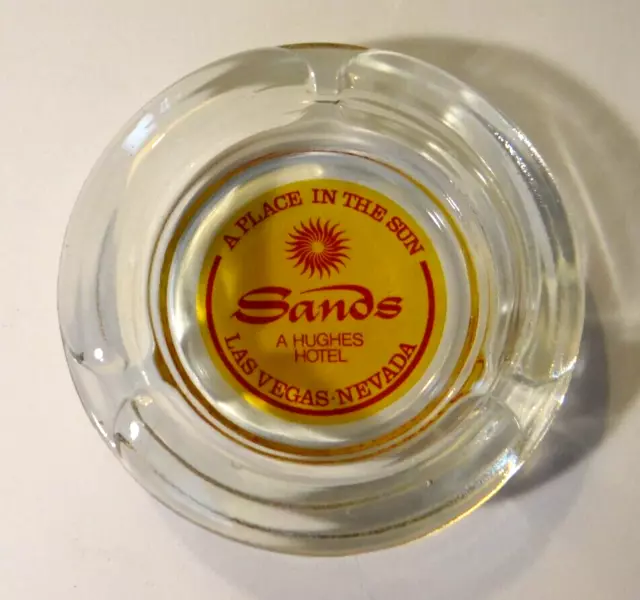 A PLACE IN THE SUN
Sands
A HUGHES
HOTEL
LAS VEGAS · NEVADA